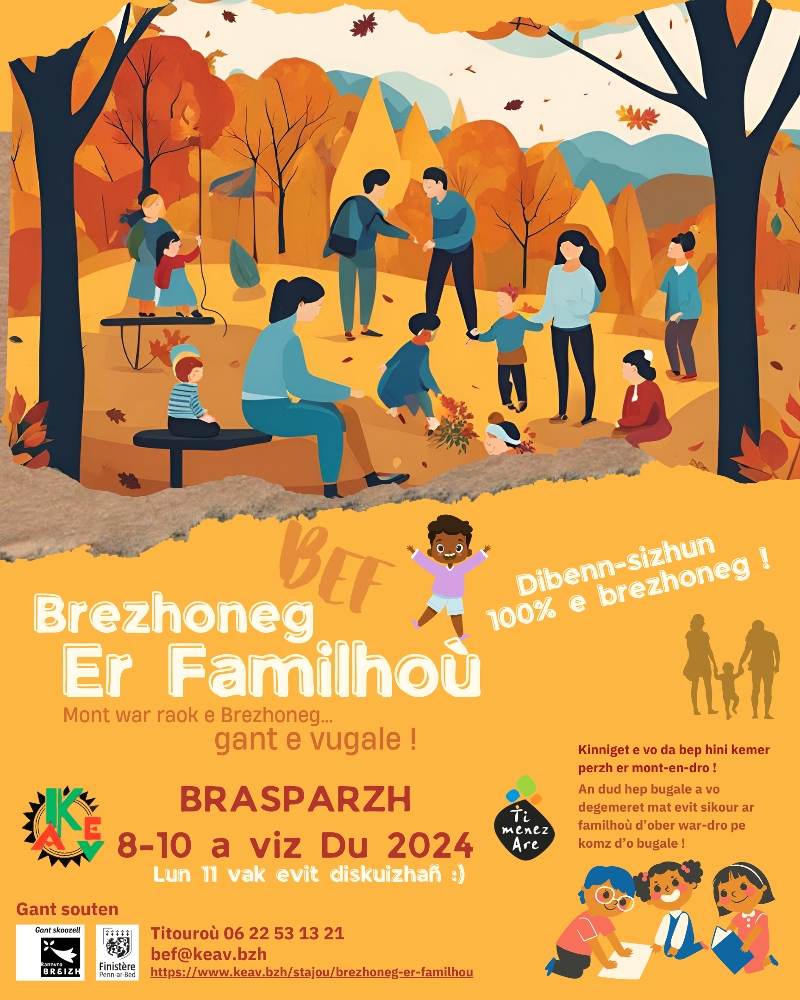 BEF
Dibenn-sizhun
100% e brezhoneg !
Brezhoneg
Er Familhoù
Mont war raok e Brezhoneg...
gant e vugale !
Kinniget e vo da bep hini kemer
perzh er mont-en-dro !
An dud hep bugale a vo
degemeret mat evit sikour ar
familhoù d’ober war-dro pe
komz d’o bugale !
KEAV
BRASPARZH
8-10 a viz Du 2024
Lun 11 vak evit diskuizhañ :)
Ti
menez
Are
Gant souten
Gant skoazell
Rannvro
BREIZH
Finistère
Penn-ar-Bed
Titouroù 06 22 53 13 21
bef@keav.bzh
https://www.keav.bzh/stajou/brezhoneg-er-familhou